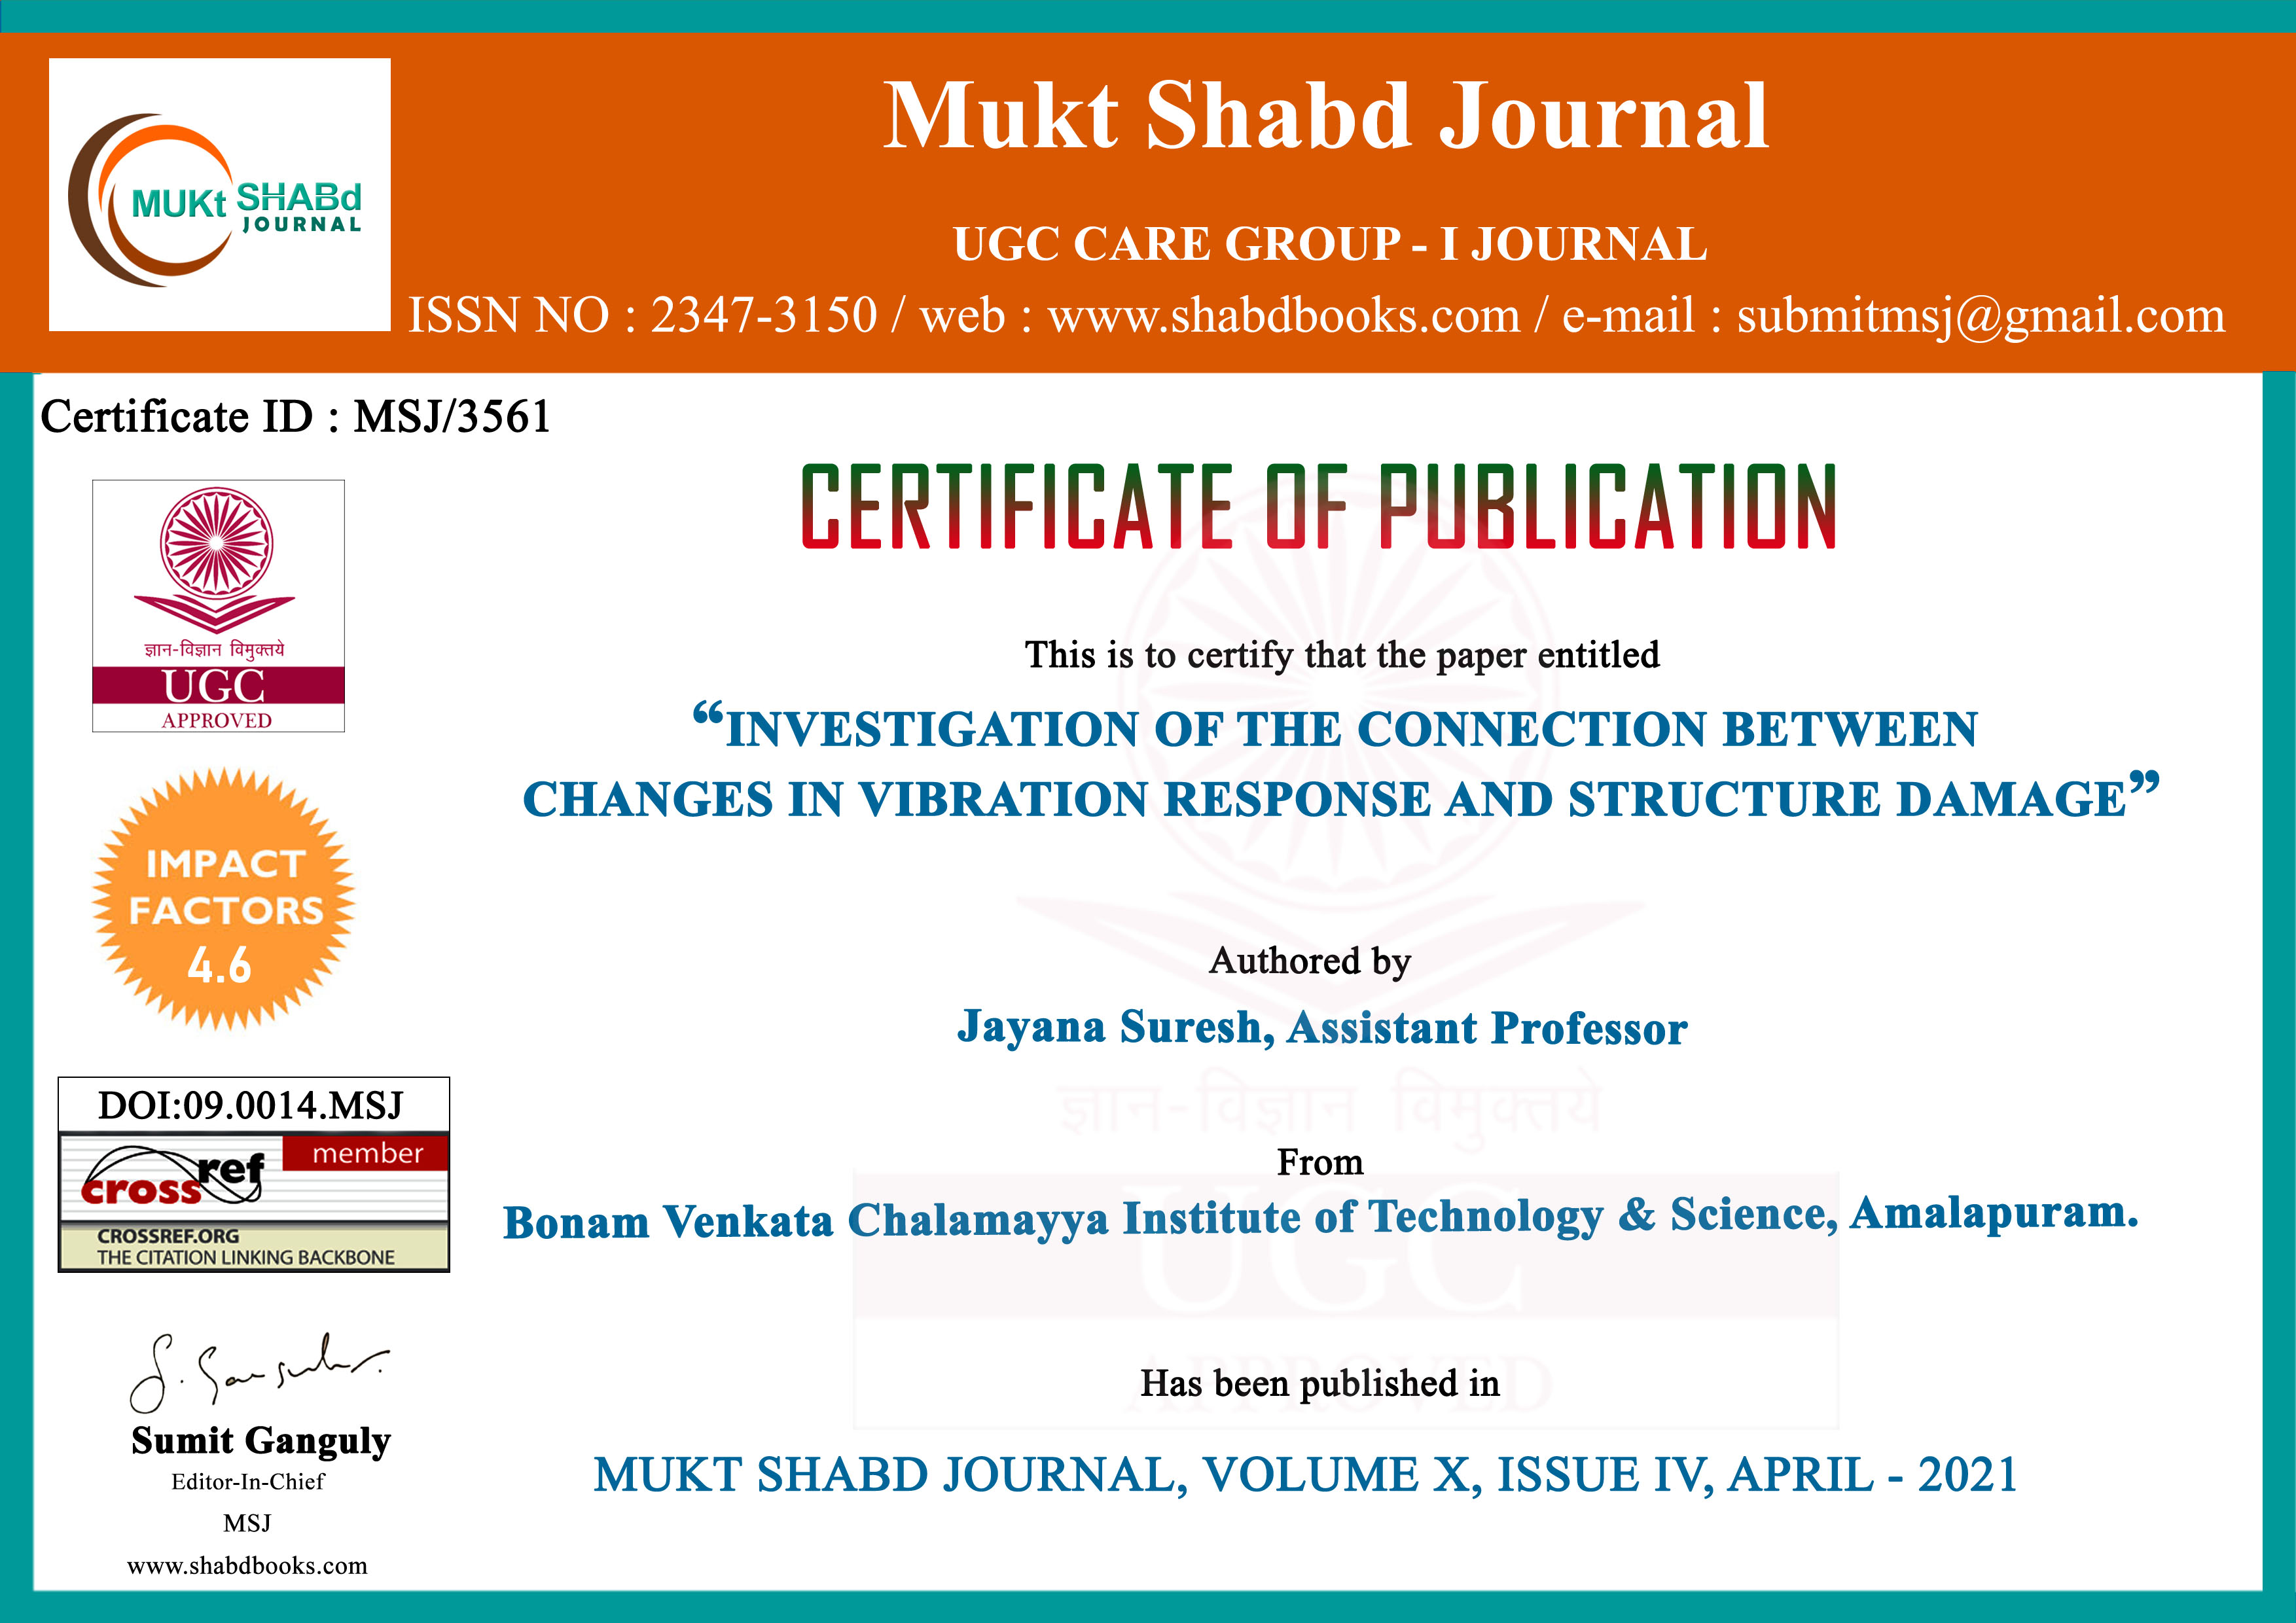 MUKt SHABd
JOURNAL
Mukt Shabd Journal
UGC CARE GROUP - I JOURNAL
ISSN NO : 2347-3150 / web : www.shabdbooks.com / e-mail : submitmsj@gmail.com
Certificate ID : MSJ/3561
ज्ञान-विज्ञान विमुक्तये
UGC
APPROVED
IMPACT
FACTORS
4.6
DOI:09.0014.MSJ
crossref member
CROSSREF.ORG
THE CITATION LINKING BACKBONE
S. Ganguly.
Sumit Ganguly
Editor-In-Chief
MSJ
www.shabdbooks.com
CERTIFICATE OF PUBLICATION
This is to certify that the paper entitled
“INVESTIGATION OF THE CONNECTION BETWEEN
CHANGES IN VIBRATION RESPONSE AND STRUCTURE DAMAGE”
Authored by
Jayana Suresh, Assistant Professor
ज्ञान-विज्ञान विमुक्तये
From
Bonam Venkata Chalamayya Institute of Technology & Science, Amalapuram.
UGC
Has been published in
APPROVED
MUKT SHABD JOURNAL, VOLUME X, ISSUE IV, APRIL - 2021